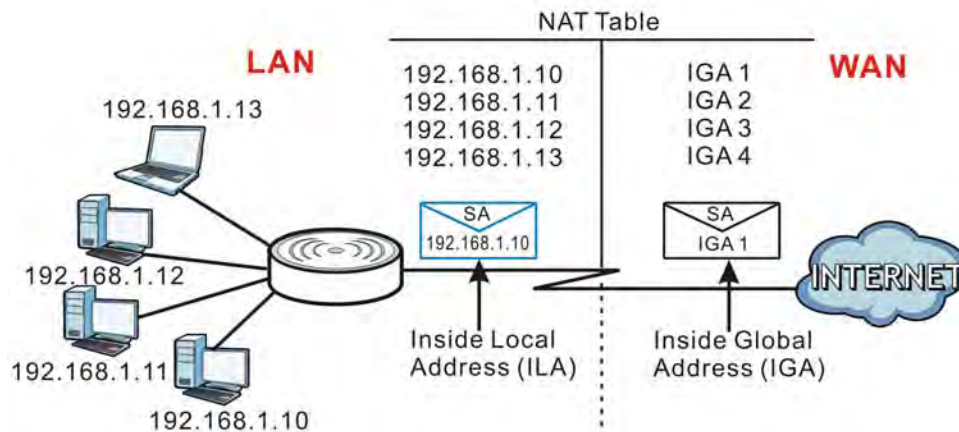 NAT Table
LAN
WAN
192.168.1.10
IGA 1
192.168.1.11
IGA 2
192.168.1.12
IGA 3
192.168.1.13
IGA 4
192.168.1.13
192.168.1.12
192.168.1.11
192.168.1.10
SA
192.168.1.10
SA
IGA 1
INTERNET
Inside Local
Address (ILA)
Inside Global
Address (IGA)